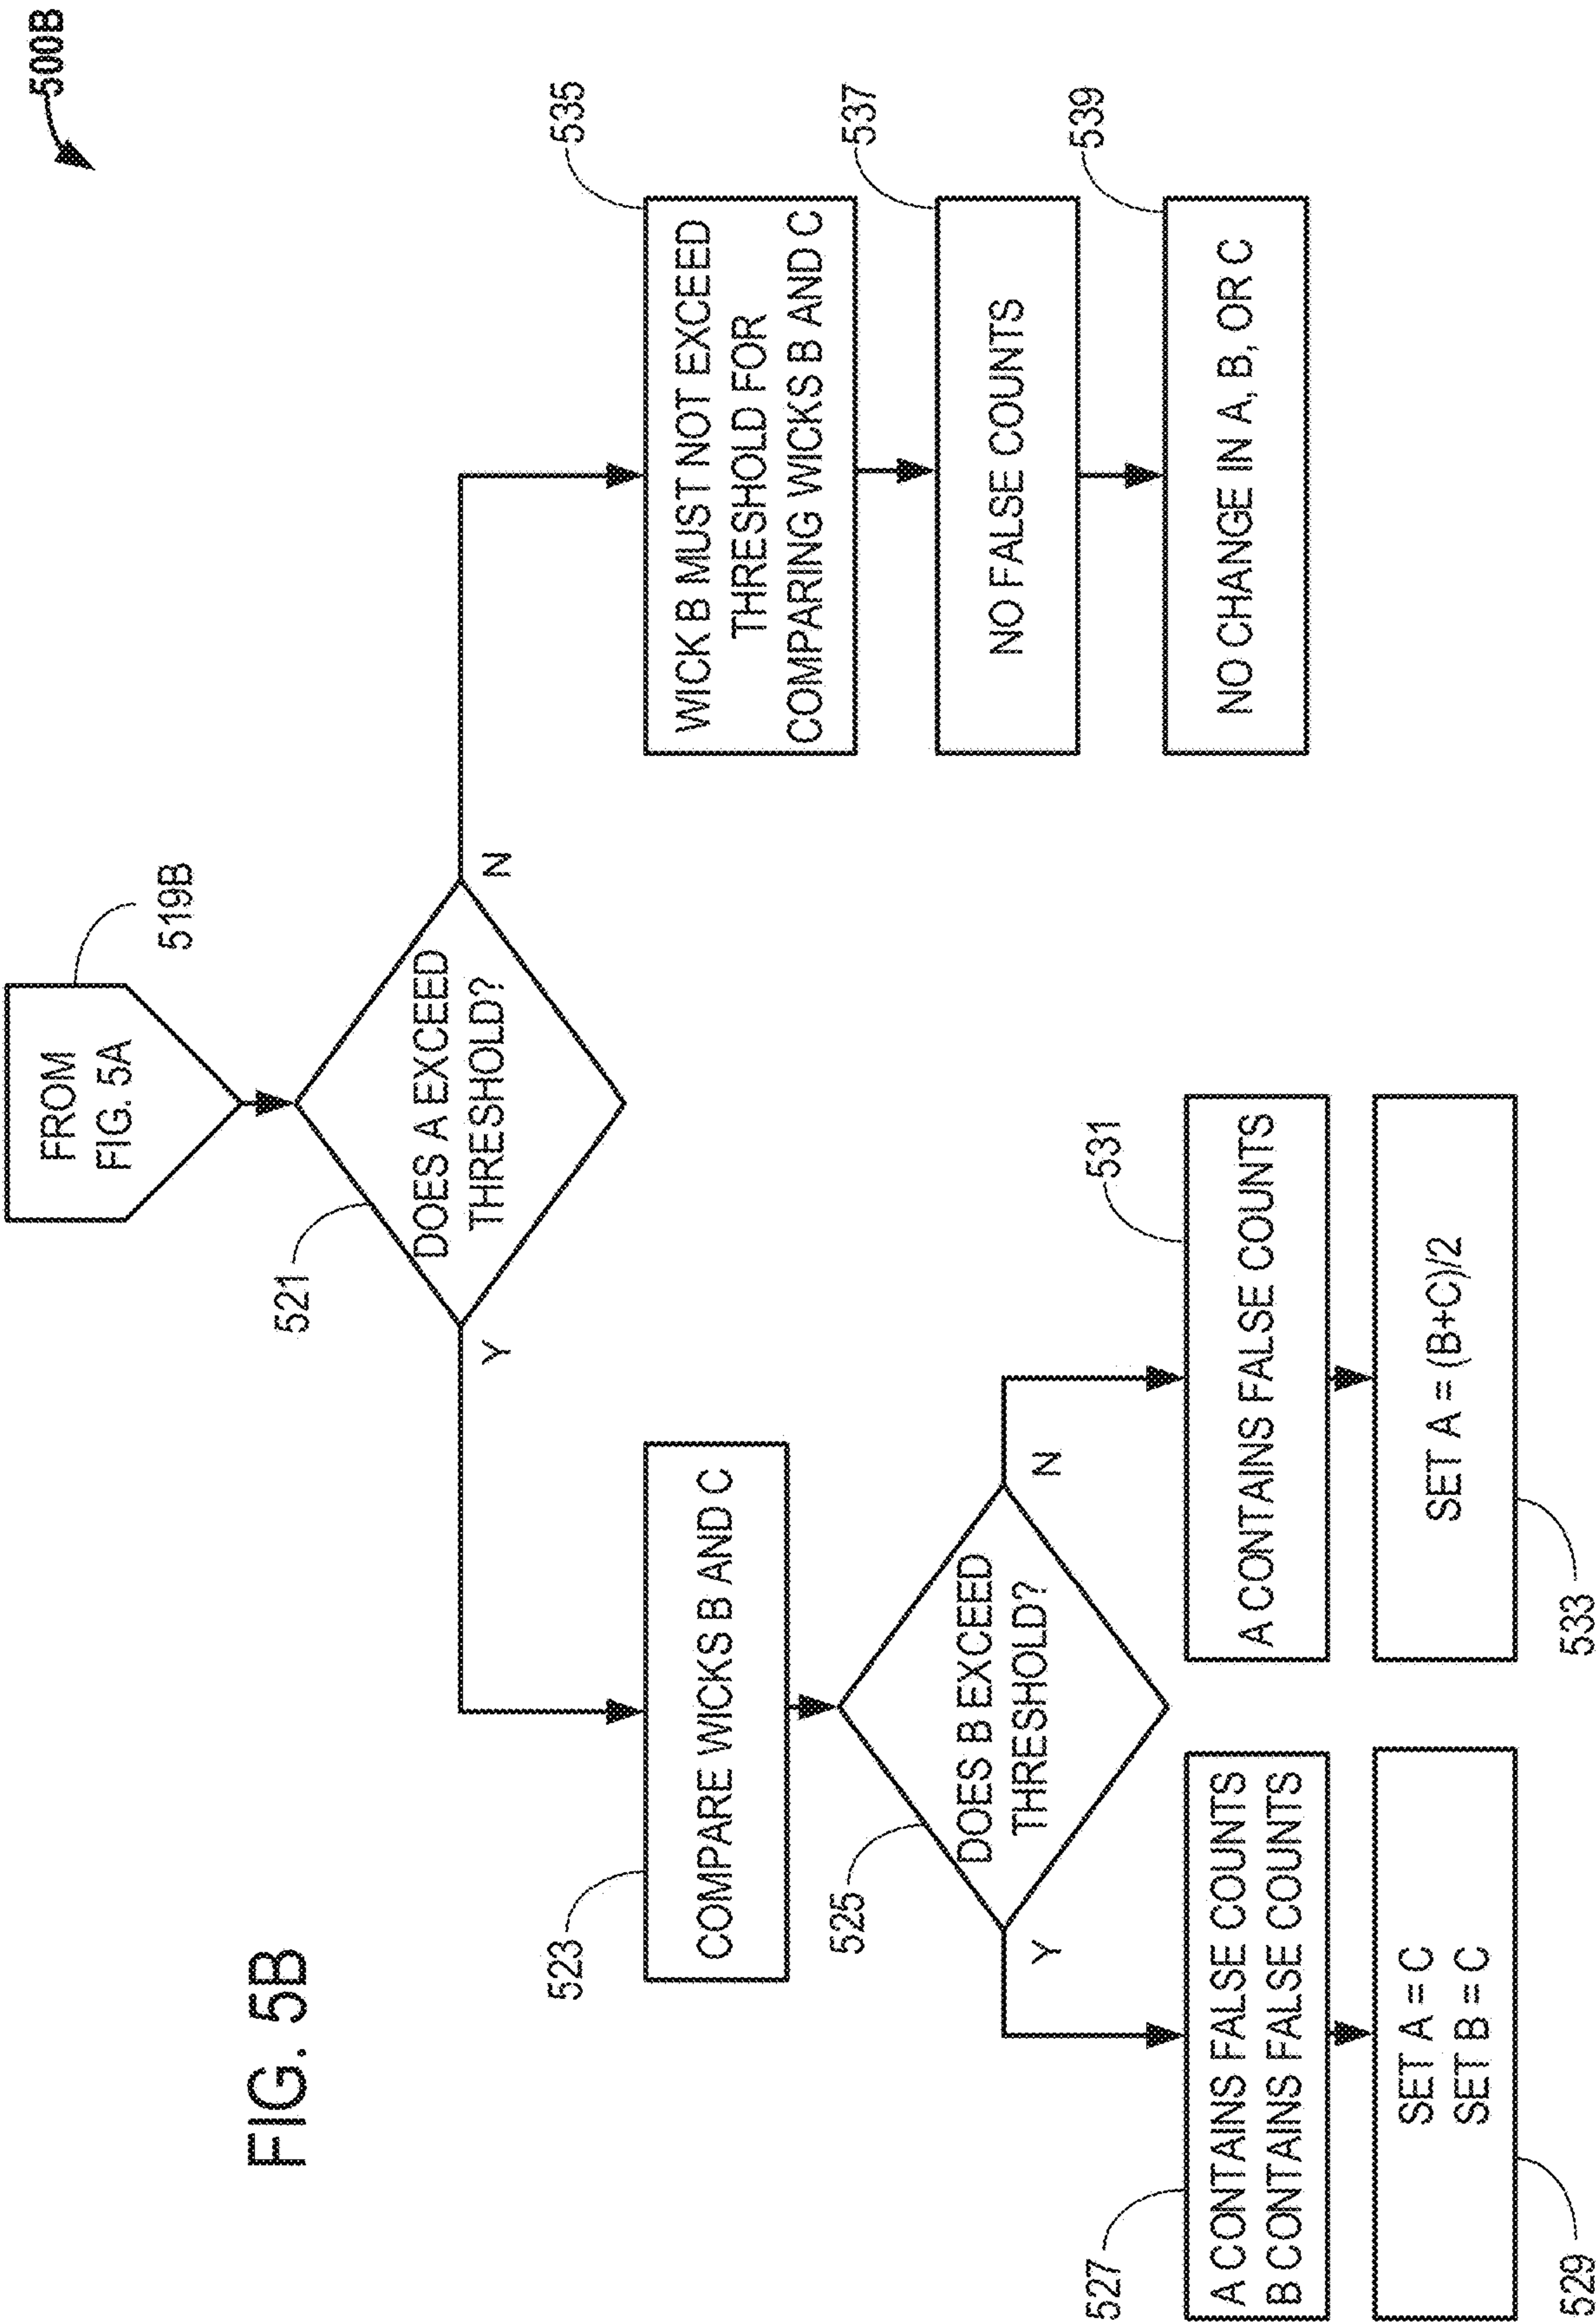 500B
FROM
FIG. 5A
519B
521
DOES A EXCEED
THRESHOLD?
Y
N
FIG. 5B
523
COMPARE WICKS B AND C
535
WICK B MUST NOT EXCEED
THRESHOLD FOR
COMPARING WICKS B AND C
525
DOES B EXCEED
THRESHOLD?
Y
N
537
NO FALSE COUNTS
527
A CONTAINS FALSE COUNTS
B CONTAINS FALSE COUNTS
531
A CONTAINS FALSE COUNTS
539
NO CHANGE IN A, B, OR C
SET A = C
SET B = C
529
SET A = (B+C)/2
533